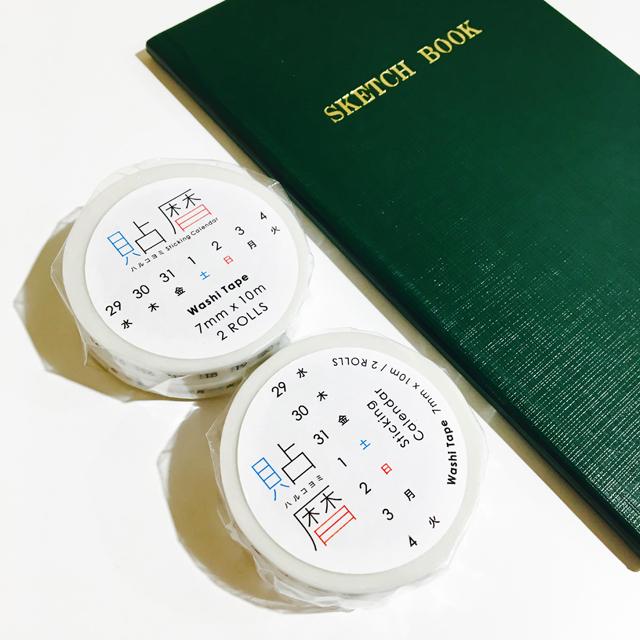 SKETCH BOOK
貼暦
ハルコヨミ Sticking Calendar
29 30 31 1 2 3 4
水 木 金 土 日 月 火
Washi Tape
7mm x 10m
2 ROLLS
Washi Tape 7mm x 10m / 2 ROLLS
Sticking
Calendar
29 水
30 木
31 金
1 土
2 日
3 月
4 火
貼暦
ハルコヨミ